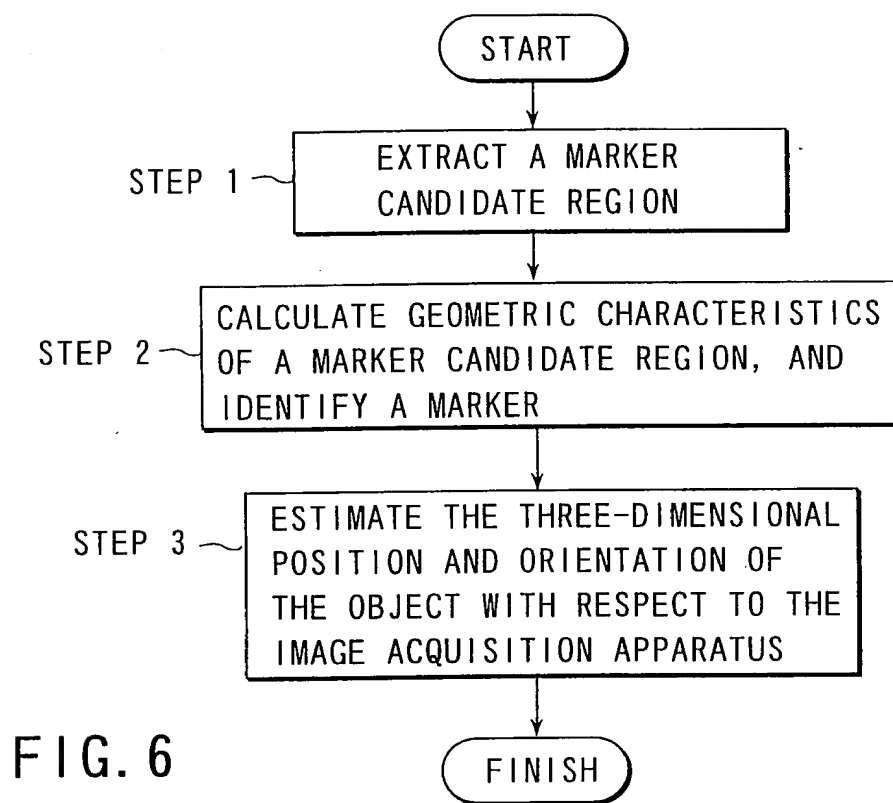 START
STEP 1
EXTRACT A MARKER
CANDIDATE REGION
STEP 2
CALCULATE GEOMETRIC CHARACTERISTICS
OF A MARKER CANDIDATE REGION, AND
IDENTIFY A MARKER
STEP 3
ESTIMATE THE THREE-DIMENSIONAL
POSITION AND ORIENTATION OF
THE OBJECT WITH RESPECT TO THE
IMAGE ACQUISITION APPARATUS
FINISH
FIG. 6